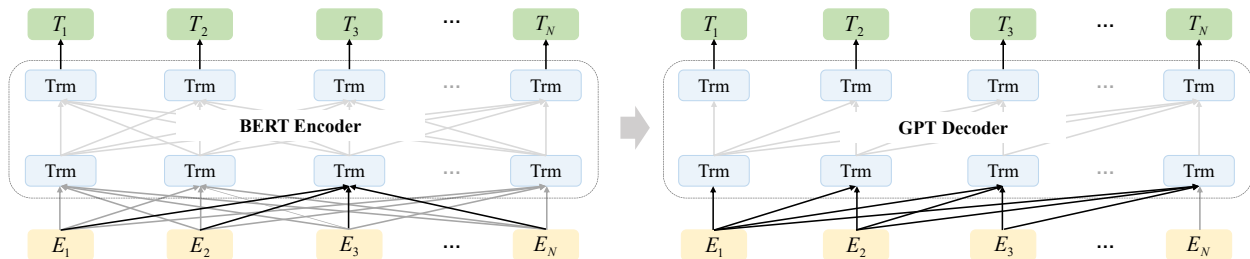 T1 T2 T3 ... TN T1 T2 T3 ... TN
Trm Trm Trm ... Trm Trm Trm Trm ... Trm
BERT Encoder GPT Decoder
Trm Trm Trm ... Trm Trm Trm Trm ... Trm
E1 E2 E3 ... EN E1 E2 E3 ... EN